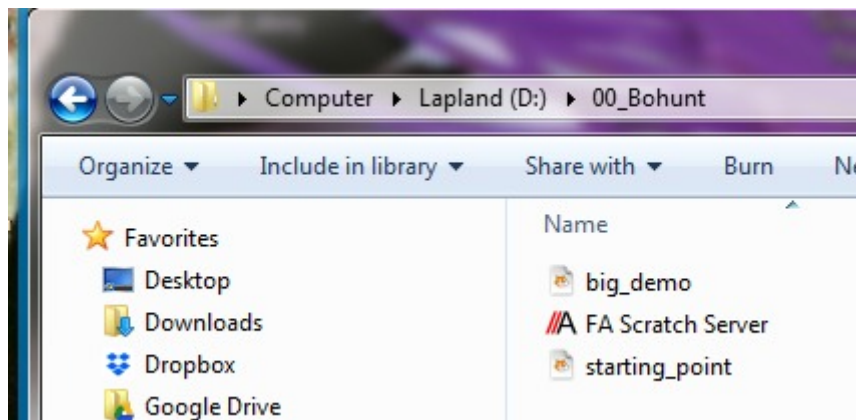 Computer Lapland (D:) 00_Bohunt
Organize Include in library Share with Burn
Favorites
Desktop
Downloads
Dropbox
Google Drive
Name
big_demo
FA Scratch Server
starting_point